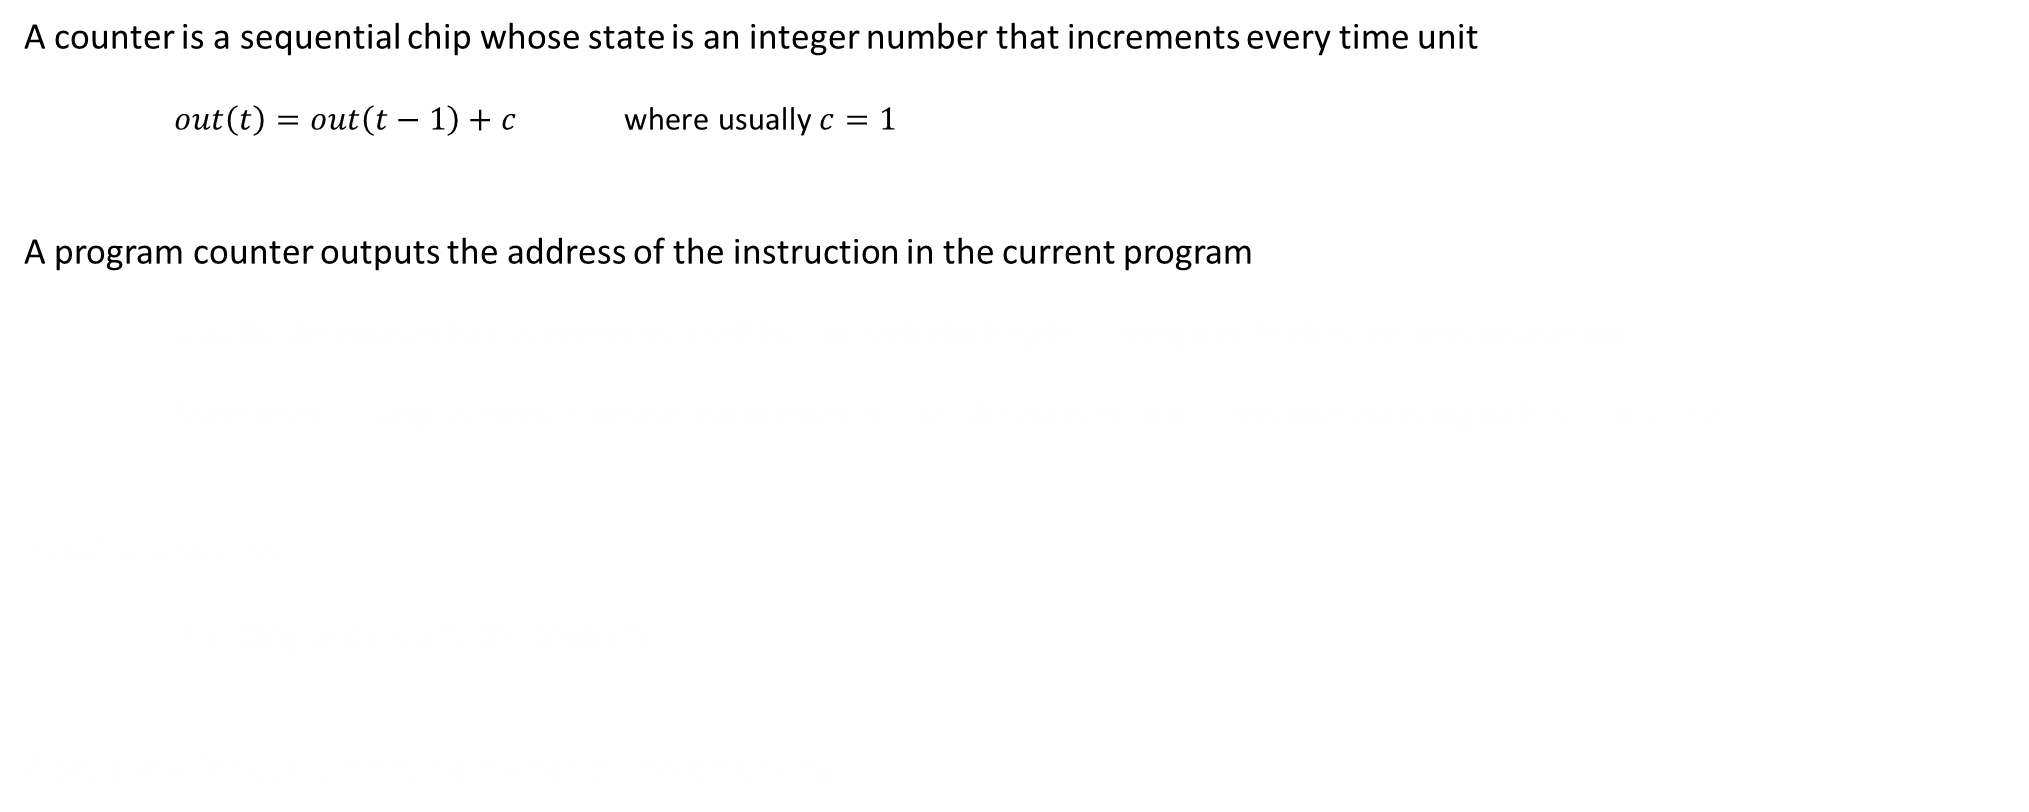 A counter is a sequential chip whose state is an integer number that increments every time unit
out(t) = out(t − 1) + c where usually c = 1
A program counter outputs the address of the instruction in the current program